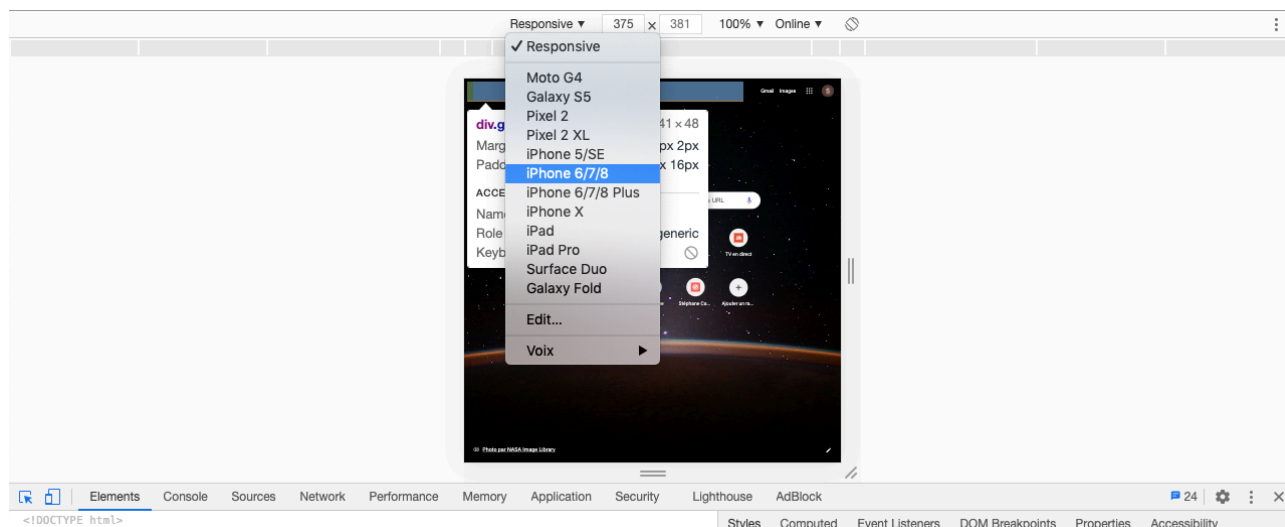 Responsive ▼ 375 × 381 100% ▼ Online ▼
✓ Responsive
Moto G4
Galaxy S5
Pixel 2
Pixel 2 XL
iPhone 5/SE
iPhone 6/7/8
iPhone 6/7/8 Plus
iPhone X
iPad
iPad Pro
Surface Duo
Galaxy Fold
Edit...
Voix
Gmail Images S
div.g 41 × 48
Marg px 2px
Padd x 16px
ACCE
Name
Role generic
Keyb
URL
TV en direct
Stéphane Ca... Ajouter un ra...
Photo par NASA Image Library
Elements Console Sources Network Performance Memory Application Security Lighthouse AdBlock 24
<!DOCTYPE html>
Styles Computed Event Listeners DOM Breakpoints Properties Accessibility